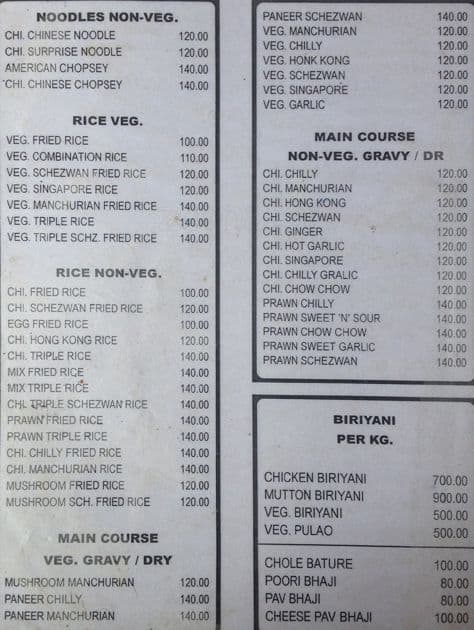 NOODLES NON-VEG.
CHI. CHINESE NOODLE 120.00
CHI. SURPRISE NOODLE 120.00
AMERICAN CHOPSEY 140.00
CHI. CHINESE CHOPSEY 140.00
RICE VEG.
VEG. FRIED RICE 100.00
VEG. COMBINATION RICE 110.00
VEG. SCHEZWAN FRIED RICE 120.00
VEG. SINGAPORE RICE 120.00
VEG. MANCHURIAN FRIED RICE 140.00
VEG. TRIPLE RICE 140.00
VEG. TRIPLE SCHZ. FRIED RICE 140.00
RICE NON-VEG.
CHI. FRIED RICE 100.00
CHI. SCHEZWAN FRIED RICE 120.00
EGG FRIED RICE 100.00
CHI. HONG KONG RICE 120.00
CHI. TRIPLE RICE 140.00
MIX FRIED RICE 140.00
MIX TRIPLE RICE 140.00
CHI. TRIPLE SCHEZWAN RICE 140.00
PRAWN FRIED RICE 140.00
PRAWN TRIPLE RICE 140.00
CHI. CHILLY FRIED RICE 140.00
CHI. MANCHURIAN RICE 140.00
MUSHROOM FRIED RICE 120.00
MUSHROOM SCH. FRIED RICE 120.00
MAIN COURSE
VEG. GRAVY / DRY
MUSHROOM MANCHURIAN 120.00
PANEER CHILLY 140.00
PANEER MANCHURIAN 140.00
PANEER SCHEZWAN 140.00
VEG. MANCHURIAN 120.00
VEG. CHILLY 120.00
VEG. HONK KONG 120.00
VEG. SCHEZWAN 120.00
VEG. SINGAPORE 120.00
VEG. GARLIC 120.00
MAIN COURSE
NON-VEG. GRAVY / DR
CHI. CHILLY 120.00
CHI. MANCHURIAN 120.00
CHI. HONG KONG 120.00
CHI. SCHEZWAN 120.00
CHI. GINGER 120.00
CHI. HOT GARLIC 120.00
CHI. SINGAPORE 120.00
CHI. CHILLY GRALIC 120.00
CHI. CHOW CHOW 120.00
PRAWN CHILLY 140.00
PRAWN SWEET 'N' SOUR 140.00
PRAWN CHOW CHOW 140.00
PRAWN SWEET GARLIC 140.00
PRAWN SCHEZWAN 140.00
BIRIYANI
PER KG.
CHICKEN BIRIYANI 700.00
MUTTON BIRIYANI 900.00
VEG. BIRIYANI 500.00
VEG. PULAO 500.00
CHOLE BATURE 100.00
POORI BHAJI 80.00
PAV BHAJI 80.00
CHEESE PAV BHAJI 100.00